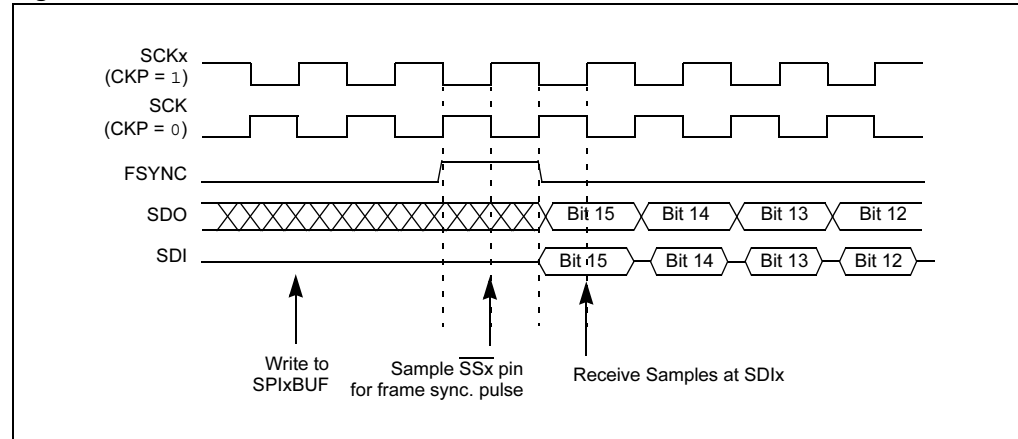 SCKx
(CKP = 1)
SCK
(CKP = 0)
FSYNC
SDO
Bit 15 Bit 14 Bit 13 Bit 12
SDI
Bit 15 Bit 14 Bit 13 Bit 12
Write to
SPIxBUF
Sample SSx pin
for frame sync. pulse
Receive Samples at SDIx